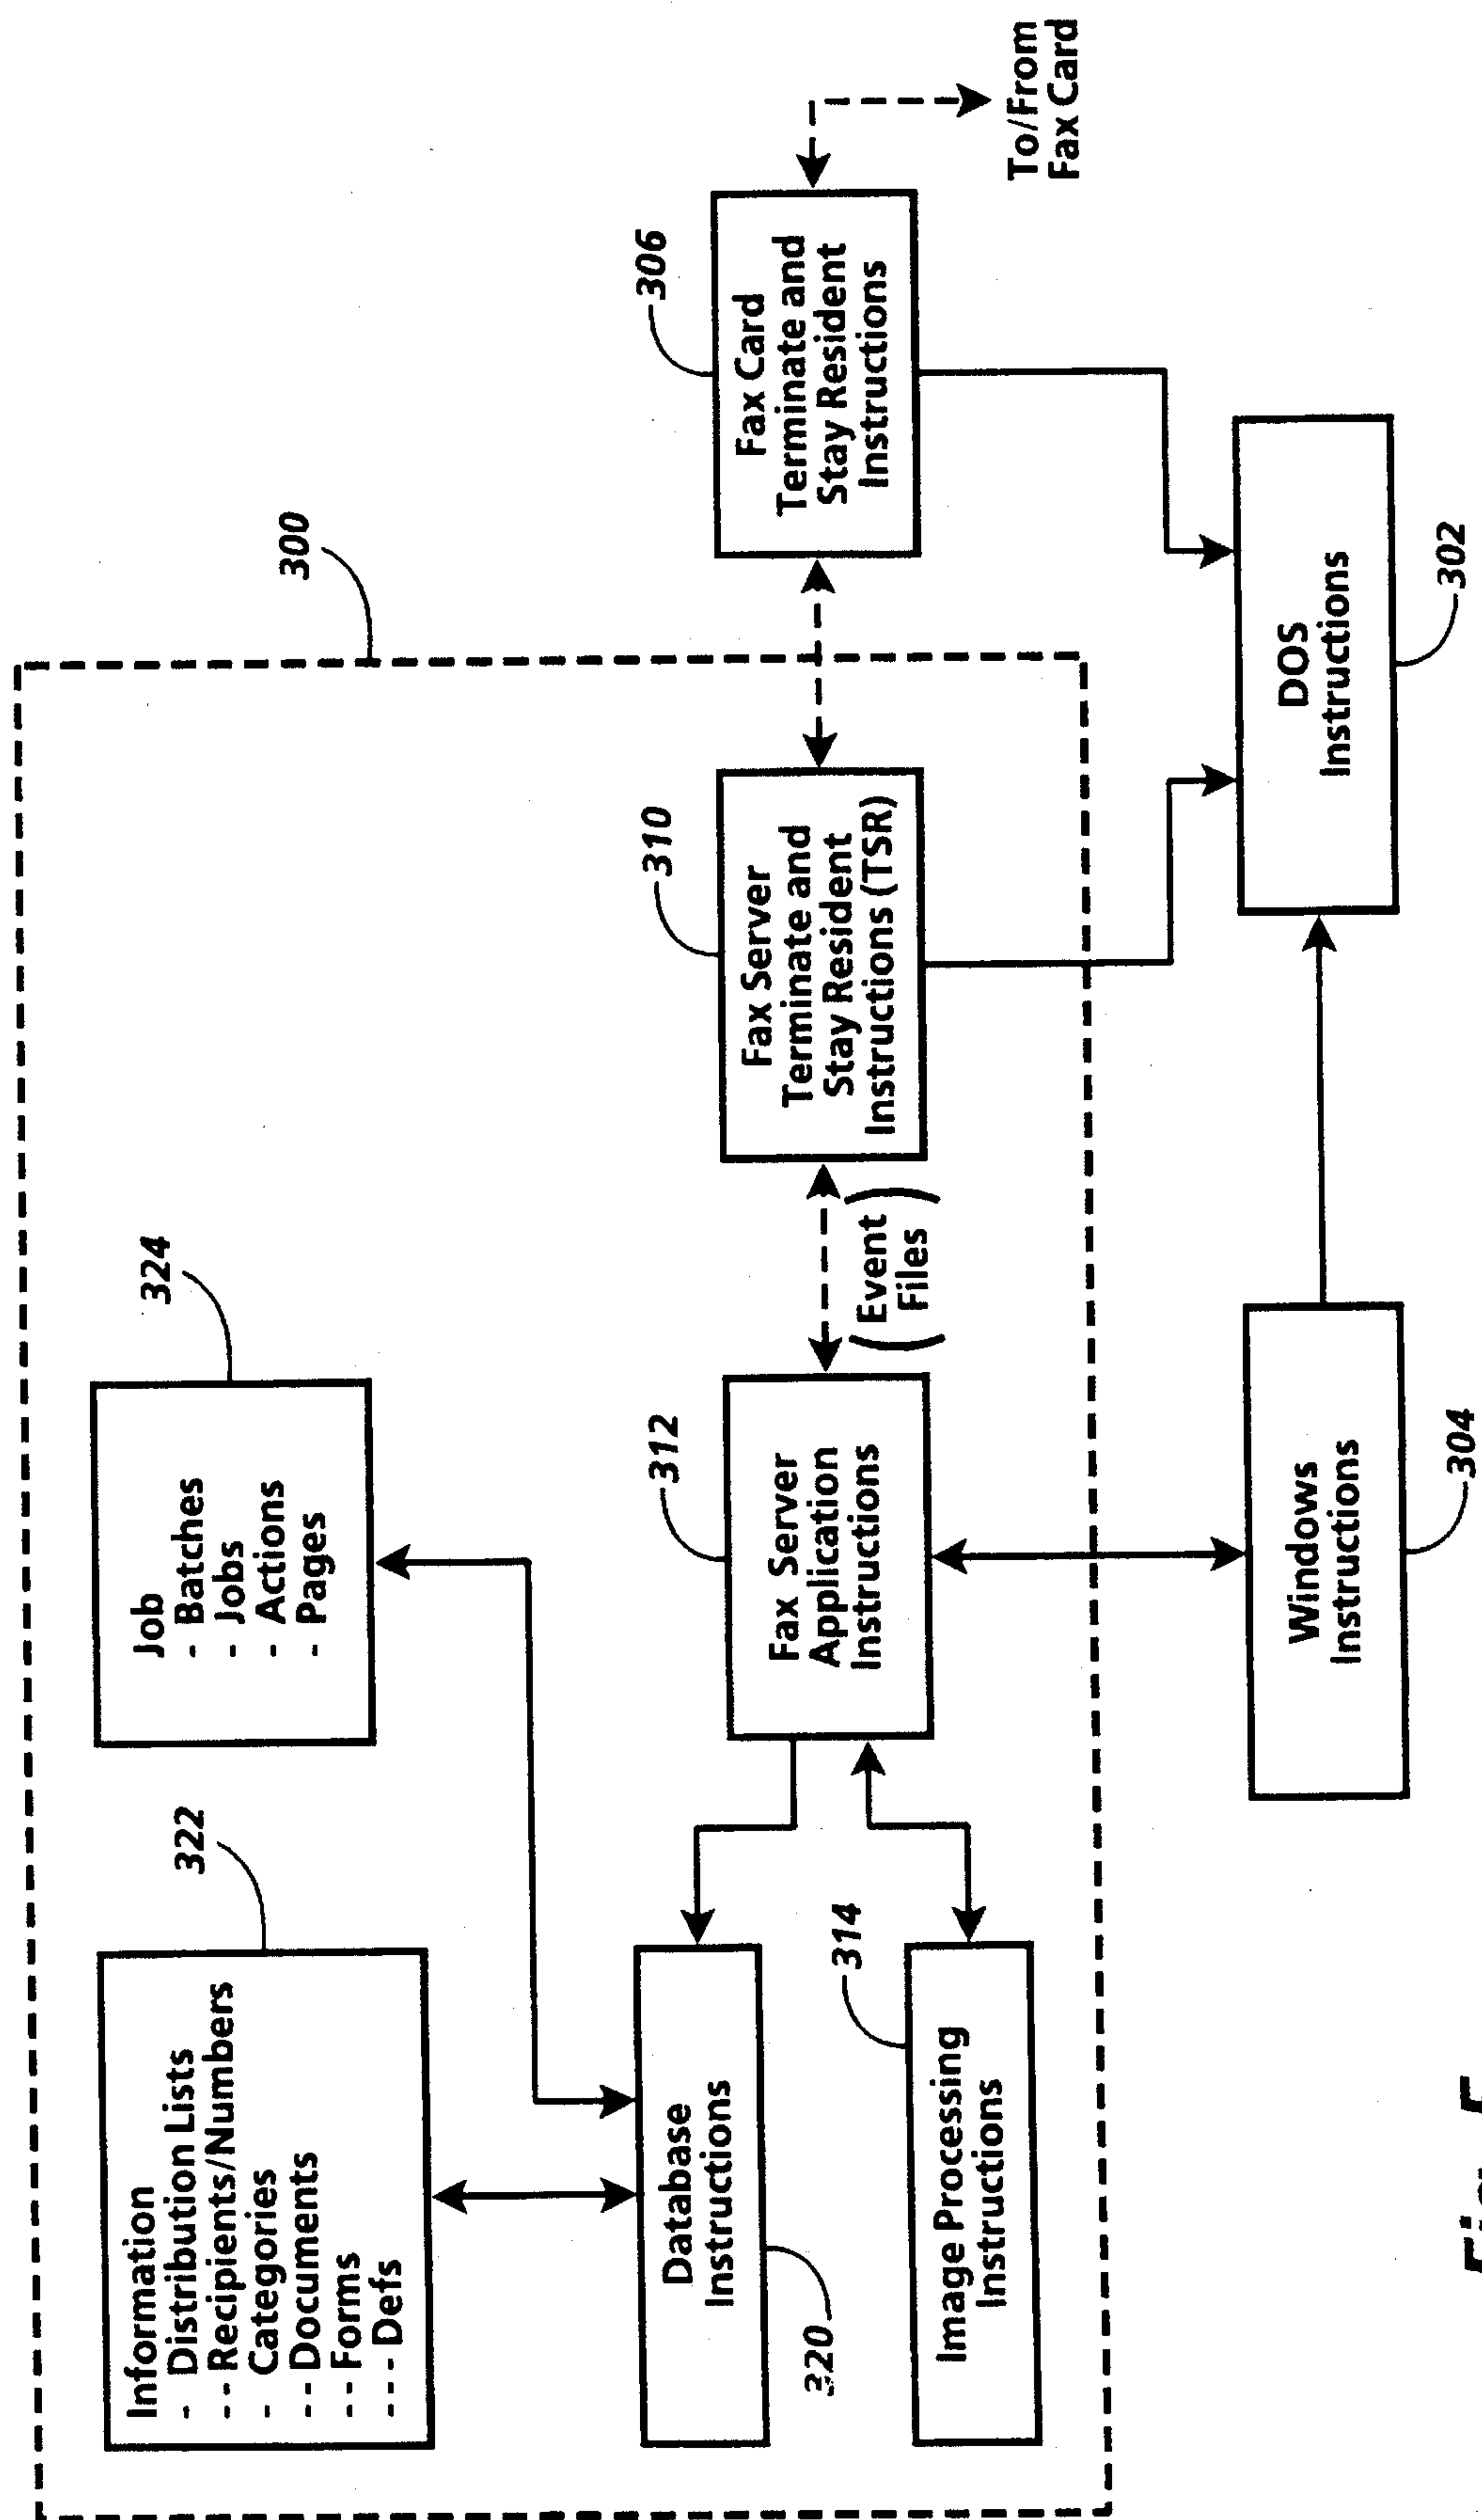 300
322
Information
- Distribution Lists
-- Recipients/Numbers
- Categories
-- Documents
-- Forms
--- Defs
324
Job
- Batches
- Jobs
- Actions
- Pages
Database
Instructions
320
314
Image Processing
Instructions
312
Fax Server
Application
Instructions
(Event
Files)
310
Fax Server
Terminate and
Stay Resident
Instructions (TSR)
306
Fax Card
Terminate and
Stay Resident
Instructions
To/From
Fax Card
Windows
Instructions
304
DOS
Instructions
302